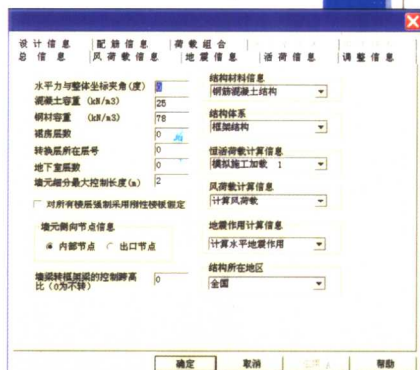 设计信息 配筋信息 荷载组合
总信息 风荷载信息 地震信息 活荷信息 调整信息
水平力与整体坐标夹角(度) 0
混凝土容重 (kN/m3) 25
钢材容重 (kN/m3) 78
裙房层数 0
转换层所在层号 0
地下室层数 0
墙元细分最大控制长度(m) 2
对所有楼层强制采用刚性楼板假定
墙元侧向节点信息
内部节点 出口节点
墙梁转框架梁的控制跨高比(0为不转) 0
结构材料信息
钢筋混凝土结构
结构体系
框架结构
恒活荷载计算信息
模拟施工加载 1
风荷载计算信息
计算风荷载
地震作用计算信息
计算水平地震作用
结构所在地区
全国
确定 取消 帮助